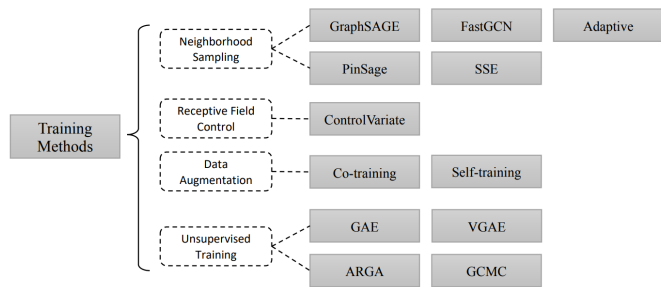 Training
Methods
Neighborhood
Sampling
GraphSAGE
FastGCN
Adaptive
PinSage
SSE
Receptive Field
Control
ControlVariate
Data
Augmentation
Co-training
Self-training
Unsupervised
Training
GAE
VGAE
ARGA
GCMC